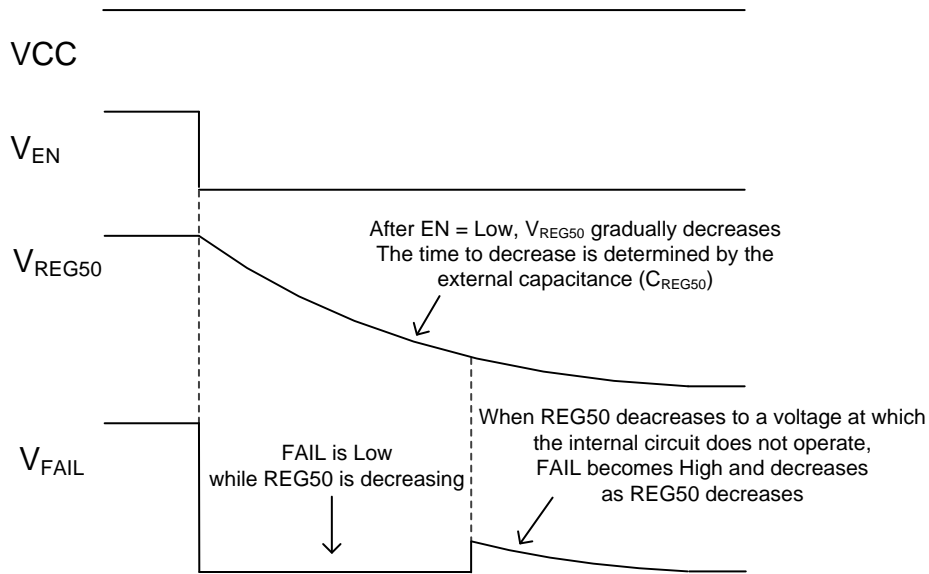 VCC
VEN
After EN = Low, VREG50 gradually decreases
The time to decrease is determined by the
external capacitance (CREG50)
VREG50
When REG50 deacreases to a voltage at which
the internal circuit does not operate,
FAIL becomes High and decreases
as REG50 decreases
FAIL is Low
while REG50 is decreasing
VFAIL